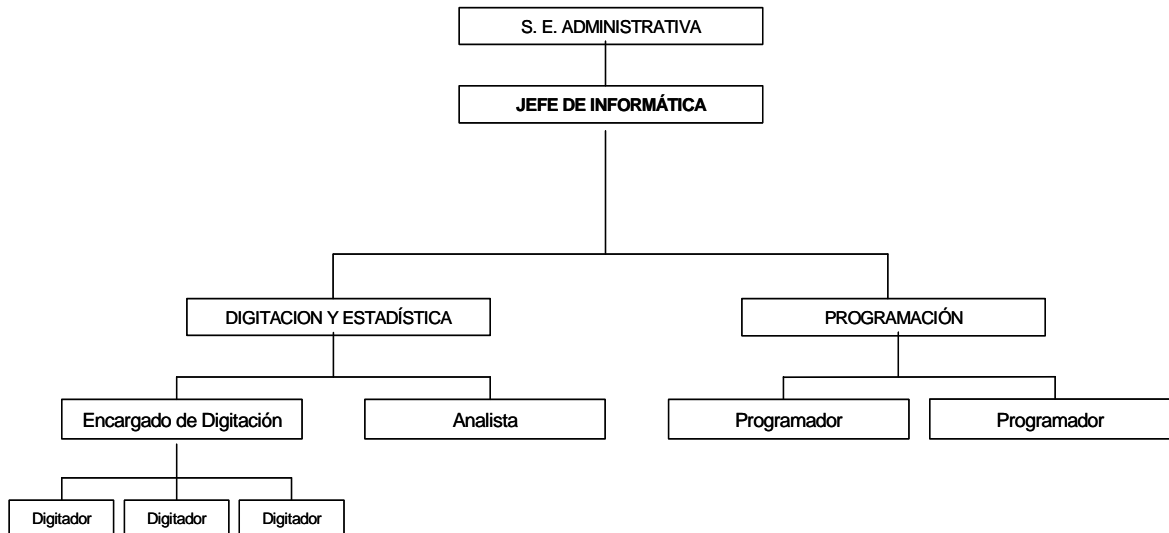 S. E. ADMINISTRATIVA
JEFE DE INFORMÁTICA
DIGITACION Y ESTADÍSTICA
PROGRAMACIÓN
Encargado de Digitación
Analista
Programador
Programador
Digitador
Digitador
Digitador